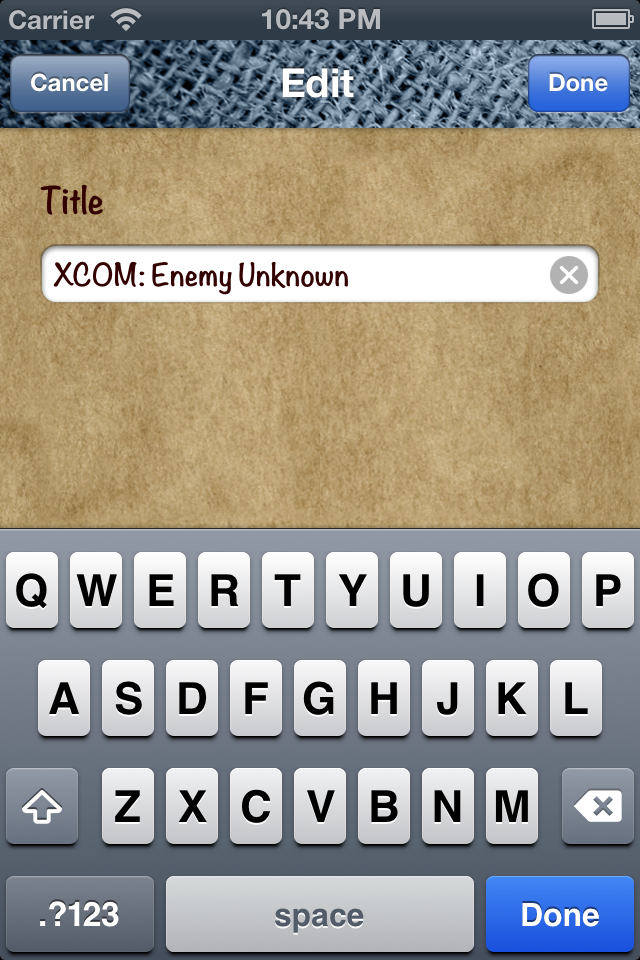 Carrier 10:43 PM
Cancel Edit Done
Title
XCOM: Enemy Unknown
Q W E R T Y U I O P
A S D F G H J K L
Z X C V B N M
.?123 space Done